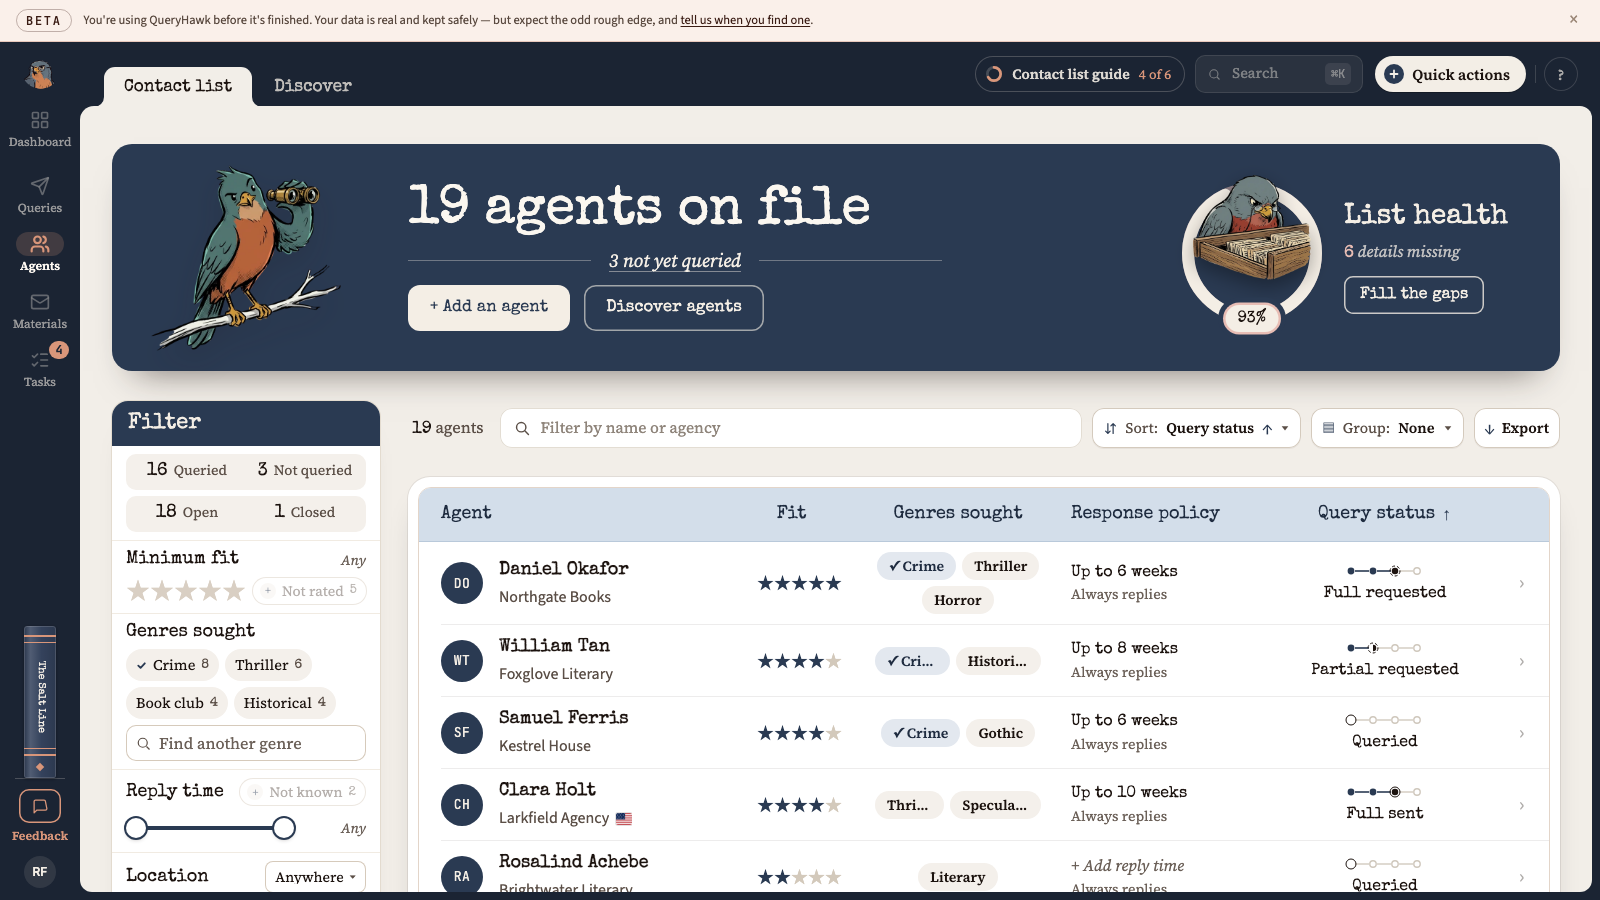 BETA You're using QueryHawk before it's finished. Your data is real and kept safely — but expect the odd rough edge, and tell us when you find one. ×
Contact list Discover Contact list guide 4 of 6 Search ⌘K + Quick actions ?
Dashboard
Queries
Agents
Materials
4
Tasks
The Salt Line
Feedback
RF
19 agents on file
3 not yet queried
+ Add an agent Discover agents
93%
List health
6 details missing
Fill the gaps
Filter
16 Queried 3 Not queried
18 Open 1 Closed
Minimum fit Any
★★★★★ + Not rated 5
Genres sought
✓ Crime 8 Thriller 6
Book club 4 Historical 4
Find another genre
Reply time + Not known 2
Any
Location Anywhere
19 agents Filter by name or agency Sort: Query status ↑ Group: None ↓ Export
Agent Fit Genres sought Response policy Query status ↑
DO Daniel Okafor ★★★★★ ✓Crime Thriller Up to 6 weeks
Northgate Books Horror Always replies Full requested ›
WT William Tan ★★★★★ ✓Cri... Histori... Up to 8 weeks
Foxglove Literary Always replies Partial requested ›
SF Samuel Ferris ★★★★★ ✓Crime Gothic Up to 6 weeks
Kestrel House Always replies Queried ›
CH Clara Holt ★★★★★ Thri... Specula... Up to 10 weeks
Larkfield Agency Always replies Full sent ›
RA Rosalind Achebe ★★★★★ Literary + Add reply time
Brightwater Literary Always replies Queried ›